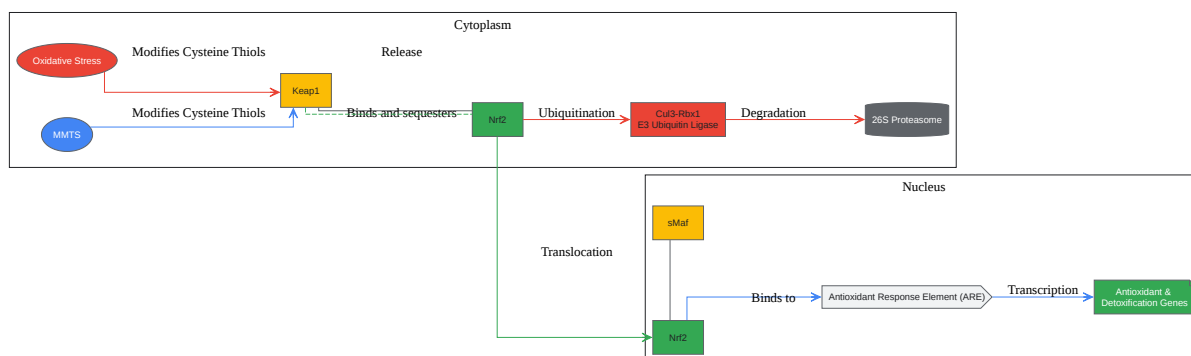 Cytoplasm
Modifies Cysteine Thiols
Release
Oxidative Stress
Keap1
Modifies Cysteine Thiols
Binds and sequesters
Nrf2
Ubiquitination
Cul3-Rbx1
E3 Ubiquitin Ligase
Degradation
26S Proteasome
MMTS
Nucleus
sMaf
Translocation
Binds to
Antioxidant Response Element (ARE)
Transcription
Antioxidant &
Detoxification Genes
Nrf2